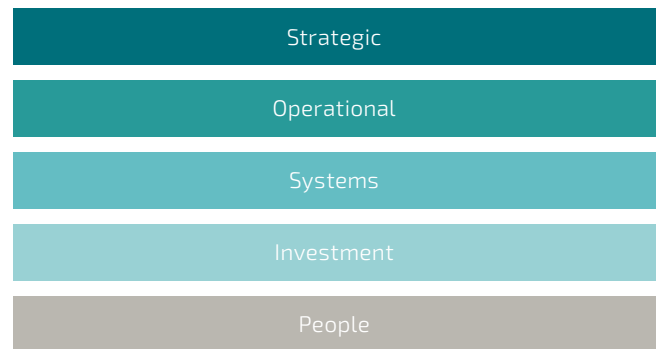 Strategic
Operational
Systems
Investment
People